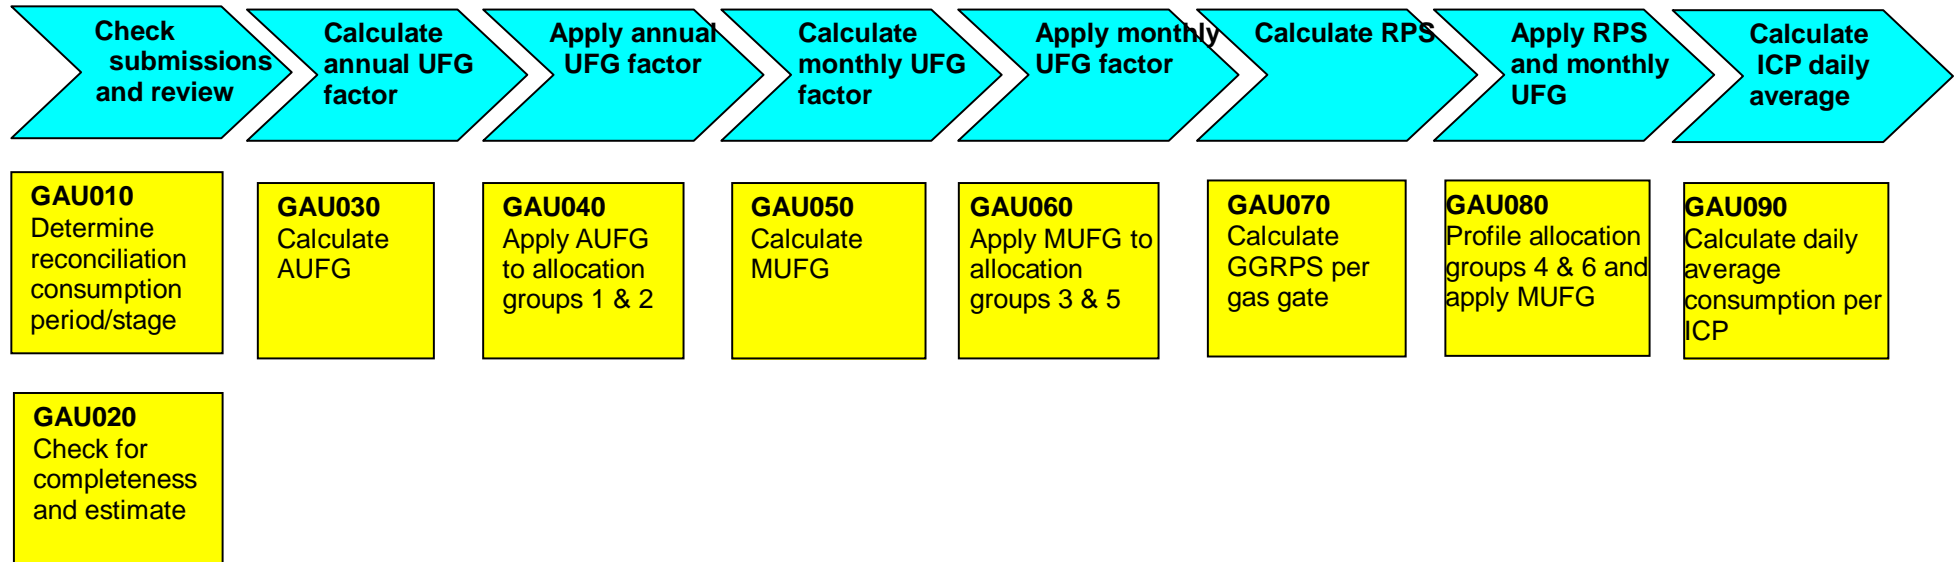 Check
submissions
and review
Calculate
annual UFG
factor
Apply annual
UFG factor
Calculate
monthly UFG
factor
Apply monthly
UFG factor
Calculate RPS
Apply RPS
and monthly
UFG
Calculate
ICP daily
average
GAU010
Determine
reconciliation
consumption
period/stage
GAU030
Calculate
AUFG
GAU040
Apply AUFG
to allocation
groups 1 & 2
GAU050
Calculate
MUFG
GAU060
Apply MUFG to
allocation
groups 3 & 5
GAU070
Calculate
GGRPS per
gas gate
GAU080
Profile allocation
groups 4 & 6 and
apply MUFG
GAU090
Calculate daily
average
consumption per
ICP
GAU020
Check for
completeness
and estimate